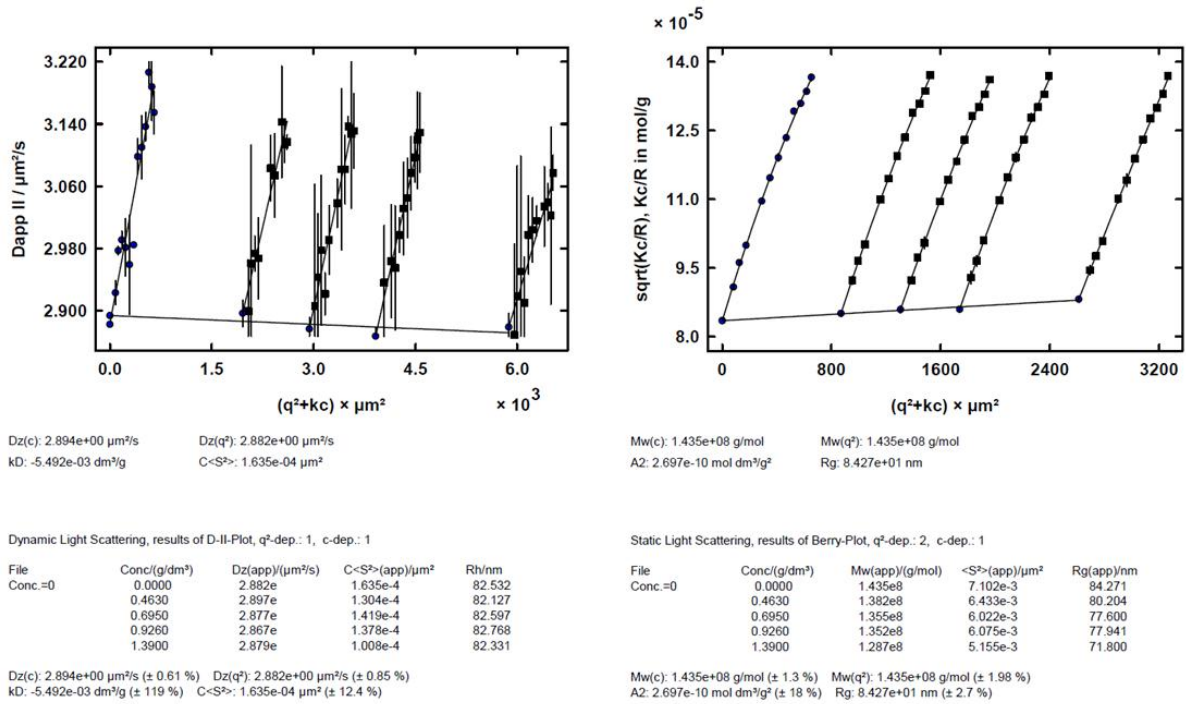 3.220
3.140
3.060
2.980
2.900
Dapp II / µm²/s
0.0 1.5 3.0 4.5 6.0
(q²+kc) × µm² × 10³
× 10⁻⁵
14.0
12.5
11.0
9.5
8.0
sqrt(Kc/R), Kc/R in mol/g
0 800 1600 2400 3200
(q²+kc) × µm²
Dz(c): 2.894e+00 µm²/s Dz(q²): 2.882e+00 µm²/s
kD: -5.492e-03 dm³/g C<S²>: 1.635e-04 µm²
Mw(c): 1.435e+08 g/mol Mw(q²): 1.435e+08 g/mol
A2: 2.697e-10 mol dm³/g² Rg: 8.427e+01 nm
Dynamic Light Scattering, results of D-II-Plot, q²-dep.: 1, c-dep.: 1
File Conc/(g/dm³) Dz(app)/(µm²/s) C<S²>(app)/µm² Rh/nm
Conc.=0 0.0000 2.882e 1.635e-4 82.532
0.4630 2.897e 1.304e-4 82.127
0.6950 2.877e 1.419e-4 82.597
0.9260 2.867e 1.378e-4 82.768
1.3900 2.879e 1.008e-4 82.331
Dz(c): 2.894e+00 µm²/s (± 0.61 %) Dz(q²): 2.882e+00 µm²/s (± 0.85 %)
kD: -5.492e-03 dm³/g (± 119 %) C<S²>: 1.635e-04 µm² (± 12.4 %)
Static Light Scattering, results of Berry-Plot, q²-dep.: 2, c-dep.: 1
File Conc/(g/dm³) Mw(app)/(g/mol) <S²>(app)/µm² Rg(app)/nm
Conc.=0 0.0000 1.435e8 7.102e-3 84.271
0.4630 1.382e8 6.433e-3 80.204
0.6950 1.355e8 6.022e-3 77.600
0.9260 1.352e8 6.075e-3 77.941
1.3900 1.287e8 5.155e-3 71.800
Mw(c): 1.435e+08 g/mol (± 1.3 %) Mw(q²): 1.435e+08 g/mol (± 1.98 %)
A2: 2.697e-10 mol dm³/g² (± 18 %) Rg: 8.427e+01 nm (± 2.7 %)